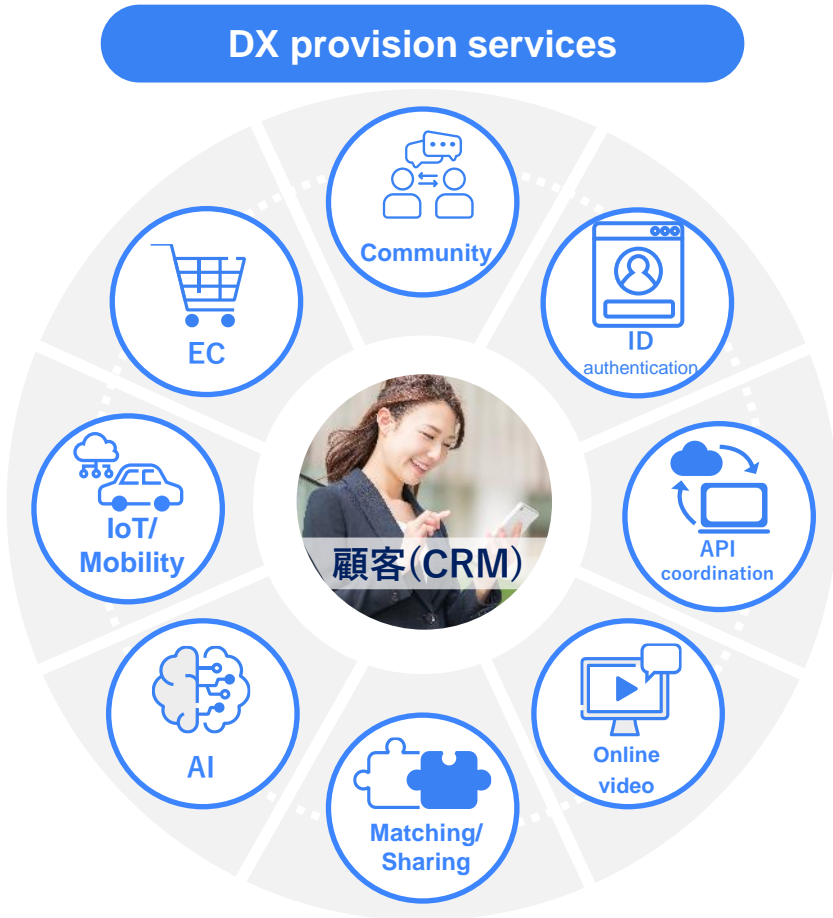 DX provision services
Community
EC
ID
authentication
IoT/
Mobility
顧客(CRM)
API
coordination
AI
Online
video
Matching/
Sharing